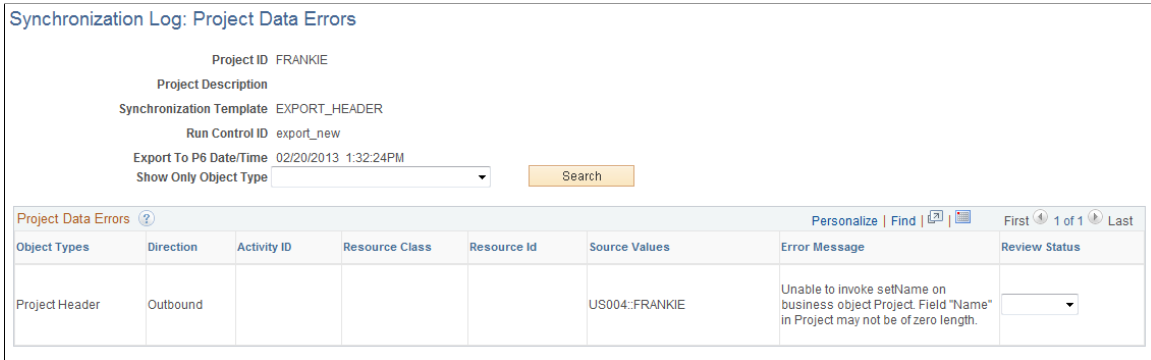 Synchronization Log: Project Data Errors
Project ID FRANKIE
Project Description
Synchronization Template EXPORT_HEADER
Run Control ID export_new
Export To P6 Date/Time 02/20/2013 1:32:24PM
Show Only Object Type
Search
Project Data Errors ? Personalize | Find | | First 1 of 1 Last
Object Types Direction Activity ID Resource Class Resource Id Source Values Error Message Review Status
Project Header Outbound US004::FRANKIE
Unable to invoke setName on
business object Project. Field "Name"
in Project may not be of zero length.